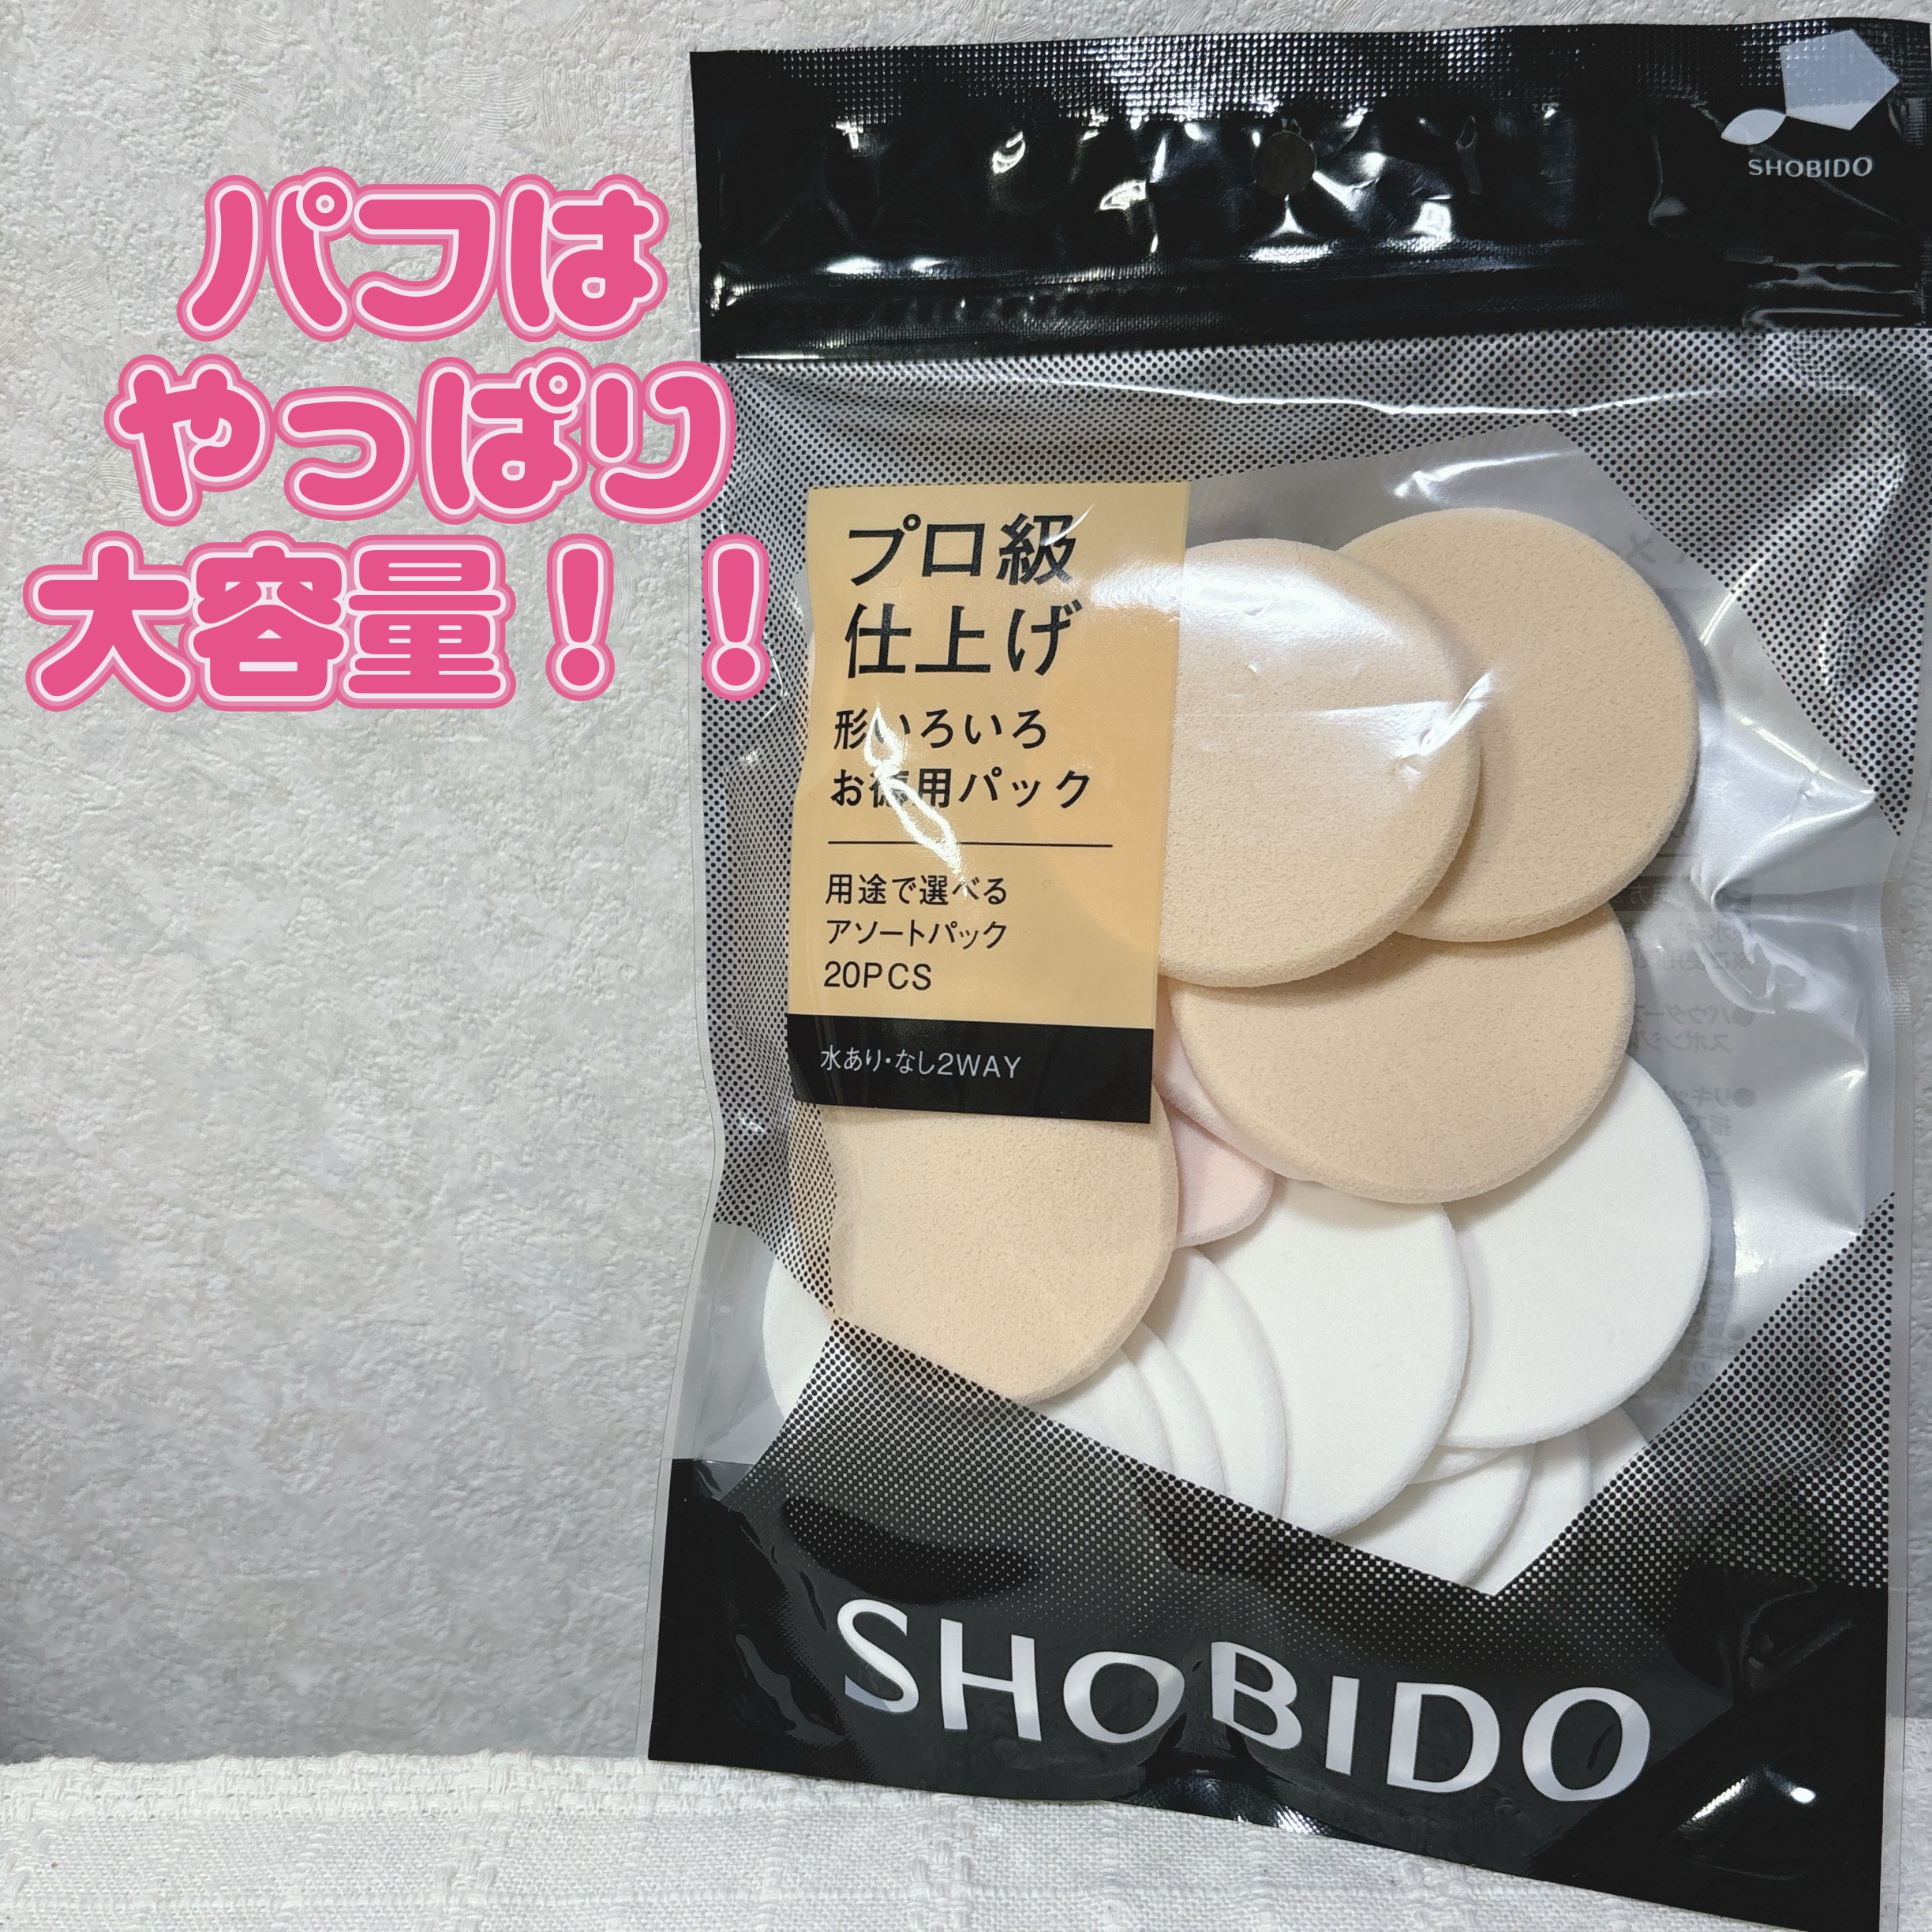 パフは
やっぱり
大容量！！
SHOBIDO
プロ級
仕上げ
形いろいろ
お徳用パック
用途で選べる
アソートパック
20PCS
水あり・なし2WAY
SHOBIDO